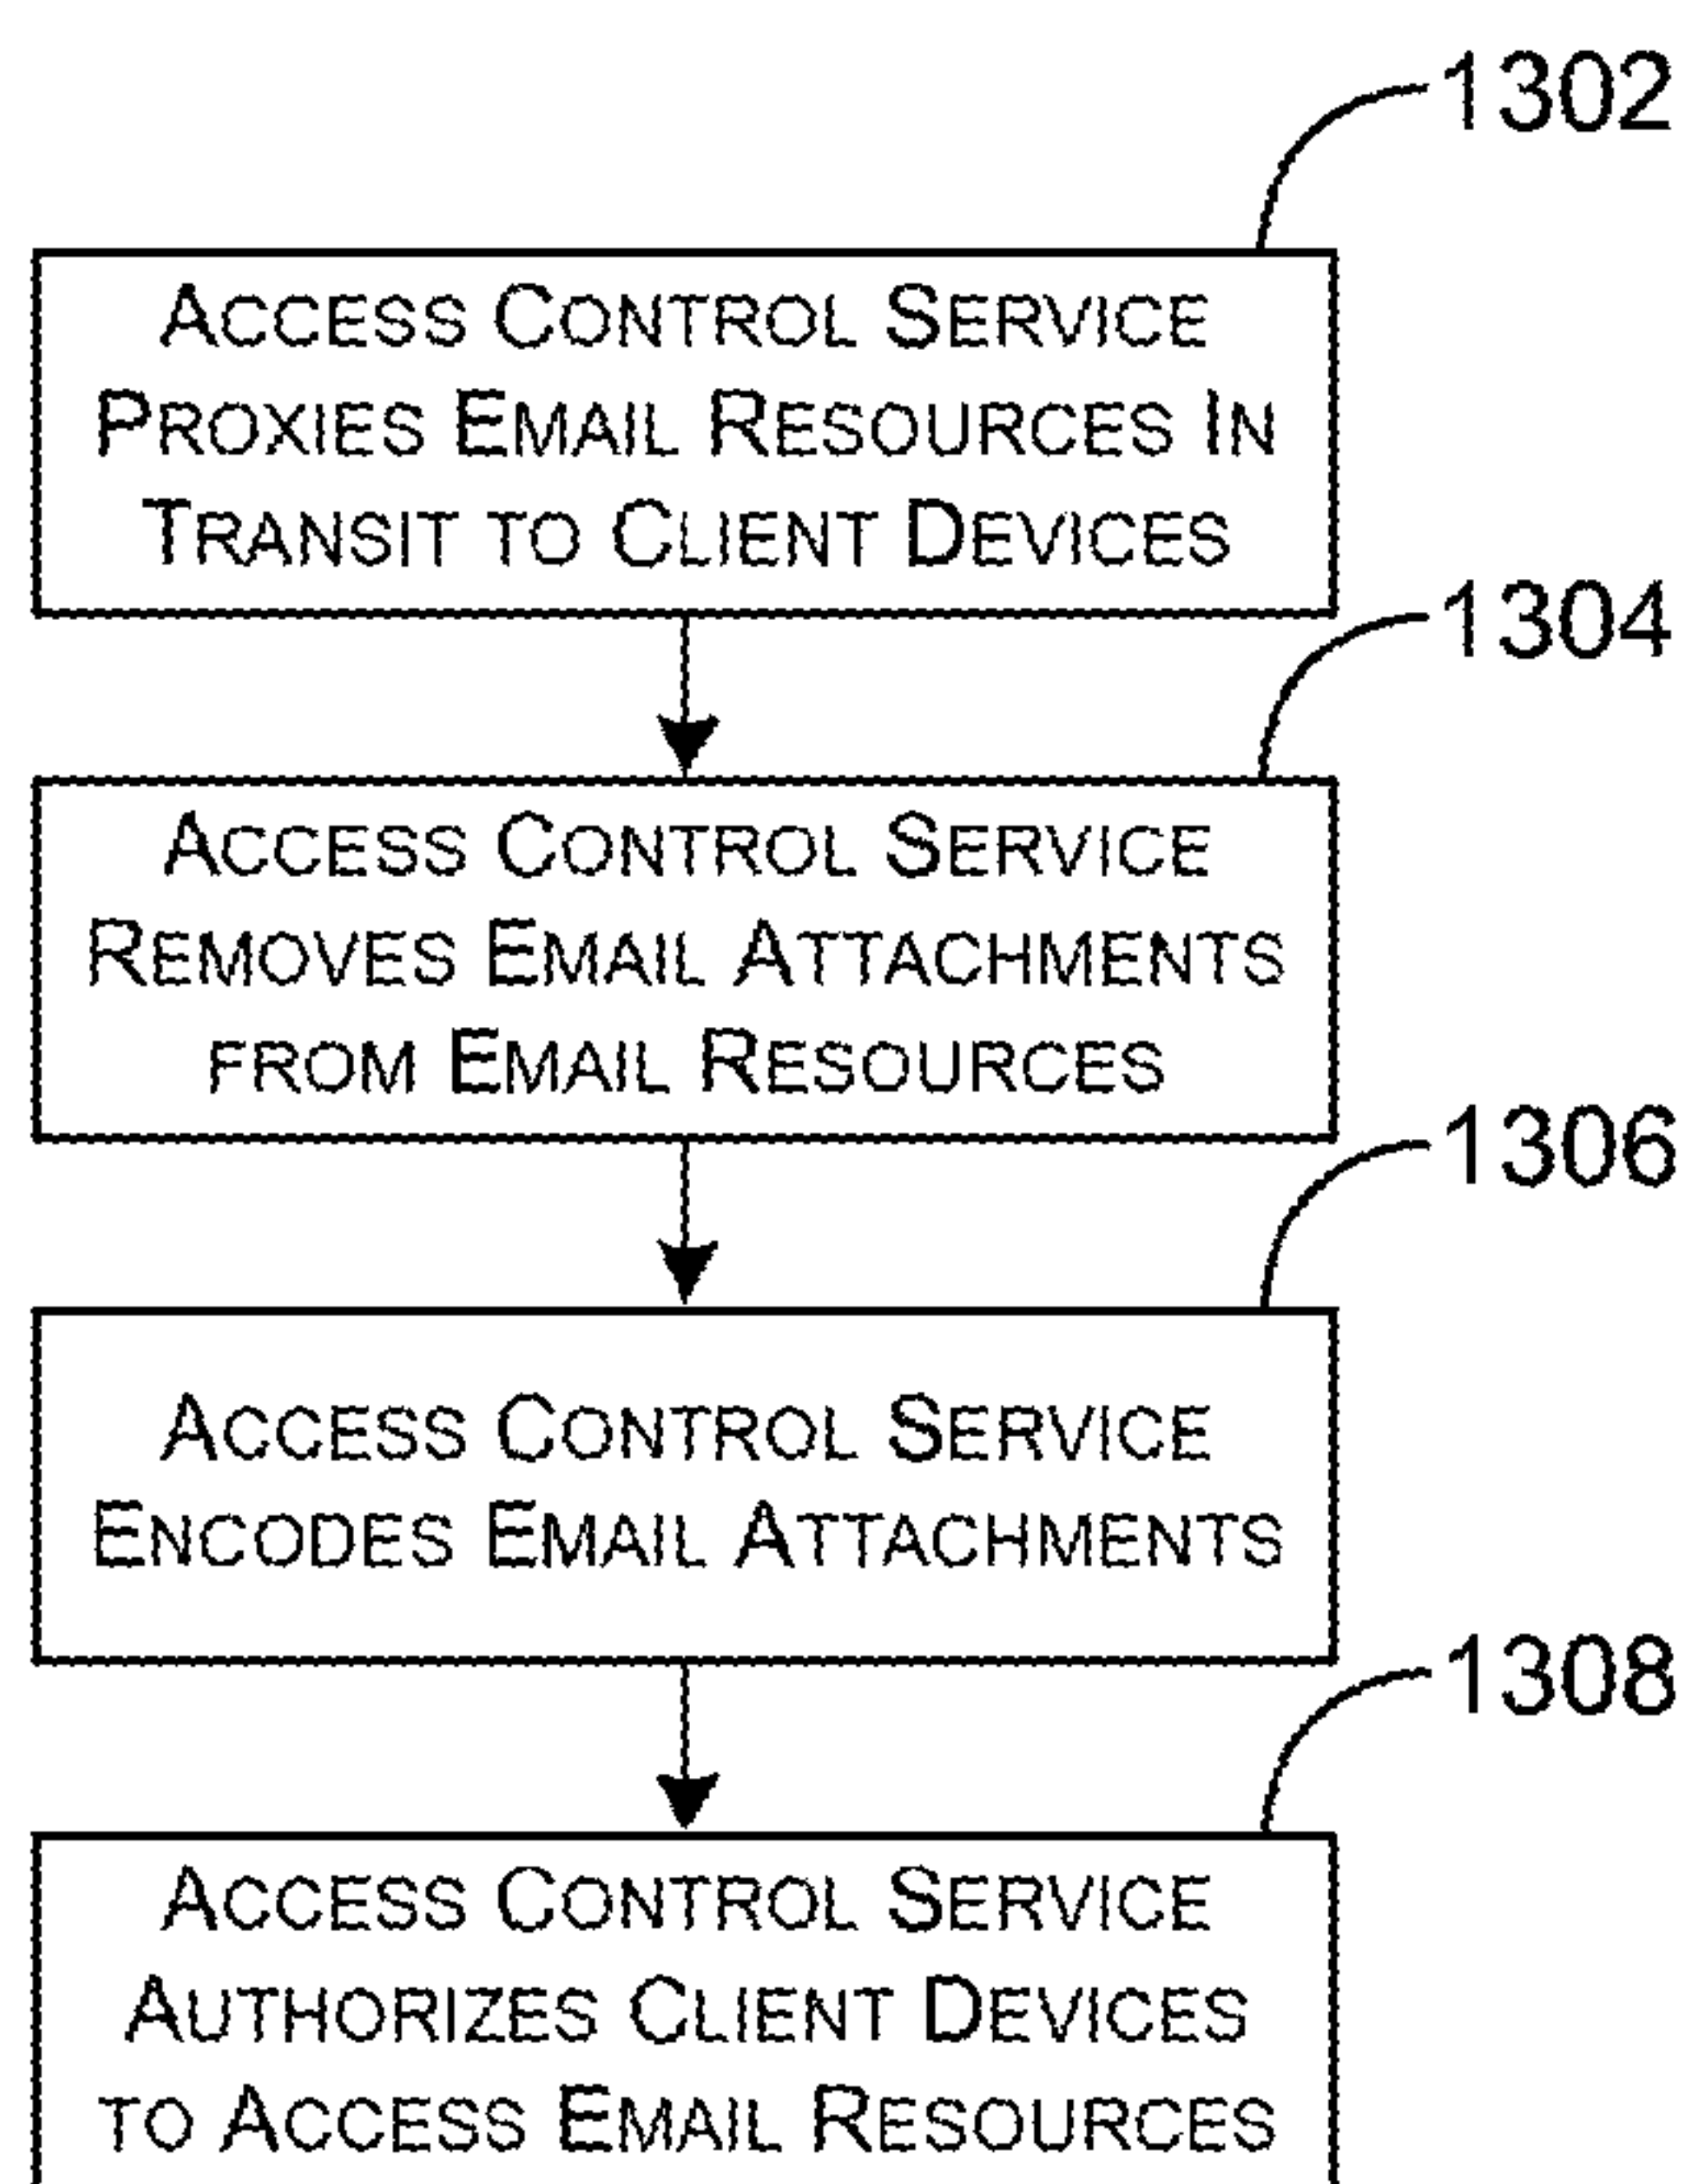 1302
ACCESS CONTROL SERVICE
PROXIES EMAIL RESOURCES IN
TRANSIT TO CLIENT DEVICES
1304
ACCESS CONTROL SERVICE
REMOVES EMAIL ATTACHMENTS
FROM EMAIL RESOURCES
1306
ACCESS CONTROL SERVICE
ENCODES EMAIL ATTACHMENTS
1308
ACCESS CONTROL SERVICE
AUTHORIZES CLIENT DEVICES
TO ACCESS EMAIL RESOURCES